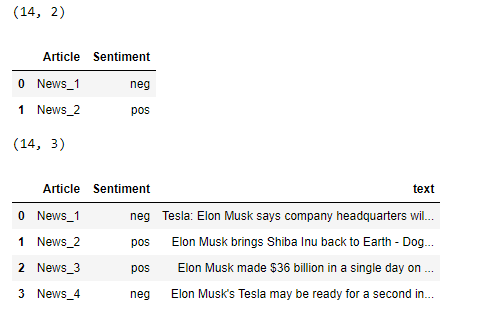 (14, 2)
Article Sentiment
0 News_1 neg
1 News_2 pos
(14, 3)
Article Sentiment text
0 News_1 neg Tesla: Elon Musk says company headquarters wil...
1 News_2 pos Elon Musk brings Shiba Inu back to Earth - Dog...
2 News_3 pos Elon Musk made $36 billion in a single day on ...
3 News_4 neg Elon Musk's Tesla may be ready for a second in...